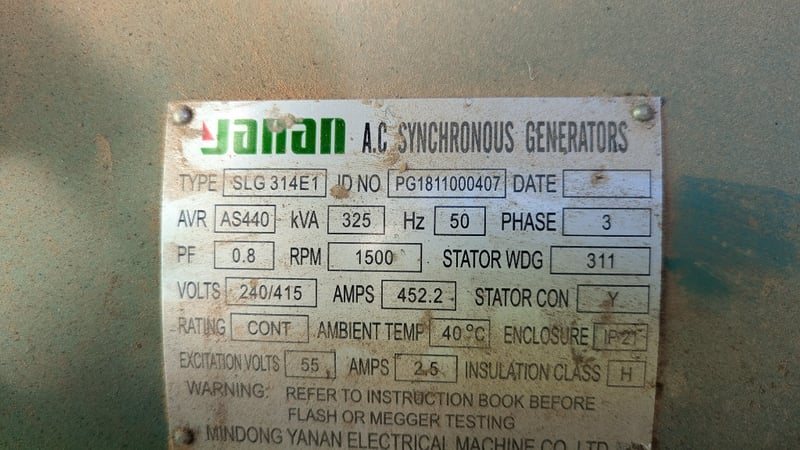 yanan A.C SYNCHRONOUS GENERATORS
TYPE SLG 314E1 ID NO PG1811000407 DATE
AVR AS440 kVA 325 Hz 50 PHASE 3
PF 0.8 RPM 1500 STATOR WDG 311
VOLTS 240/415 AMPS 452.2 STATOR CON Y
RATING CONT AMBIENT TEMP 40°C ENCLOSURE IP 21
EXCITATION VOLTS 55 AMPS 2.5 INSULATION CLASS H
WARNING: REFER TO INSTRUCTION BOOK BEFORE
FLASH OR MEGGER TESTING
MINDONG YANAN ELECTRICAL MACHINE CO. LTD